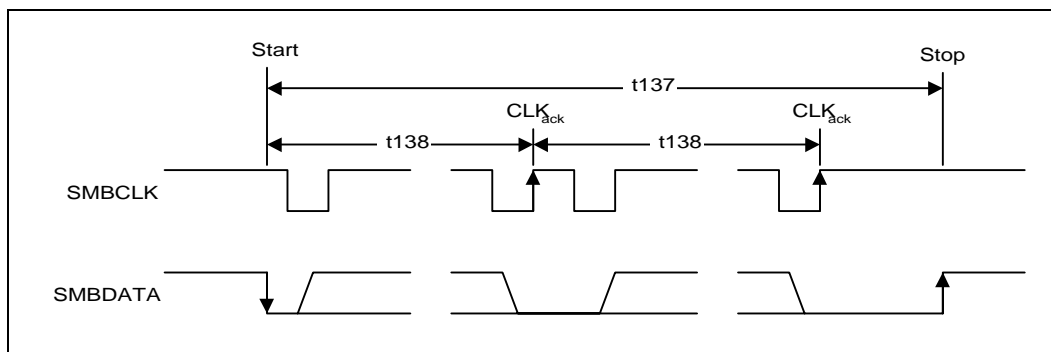 Start
Stop
t137
CLKack
CLKack
t138
t138
SMBCLK
SMBDATA